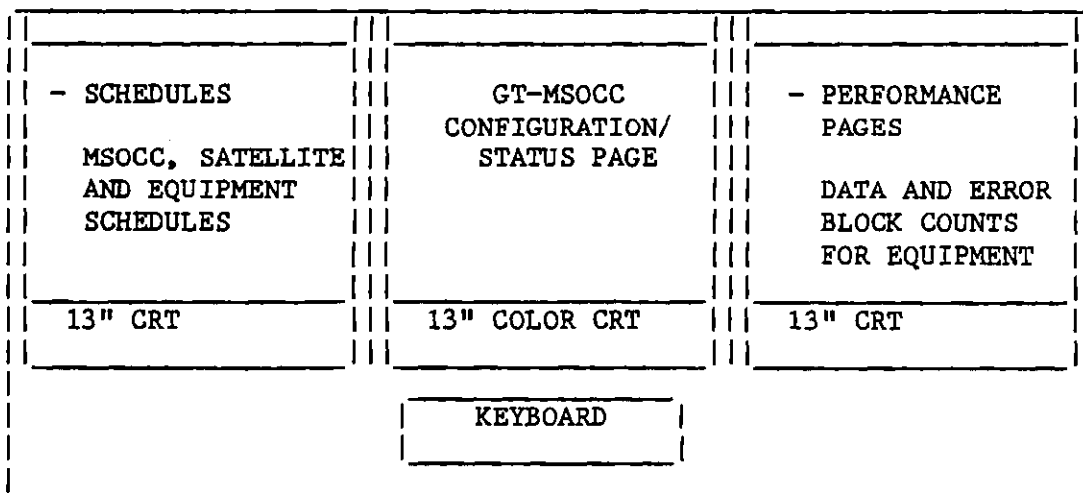 - SCHEDULES
MSOCC, SATELLITE
AND EQUIPMENT
SCHEDULES
13" CRT
GT-MSOCC
CONFIGURATION/
STATUS PAGE
13" COLOR CRT
- PERFORMANCE
PAGES
DATA AND ERROR
BLOCK COUNTS
FOR EQUIPMENT
13" CRT
KEYBOARD